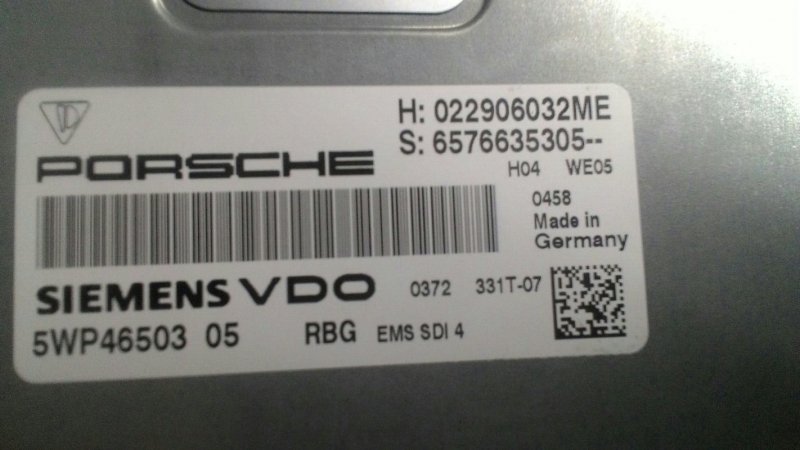 H: 022906032ME
S: 6576635305--
PORSCHE
H04 WE05
0458
Made in
Germany
SIEMENS VDO 0372 331T-07
5WP46503 05 RBG EMS SDI 4